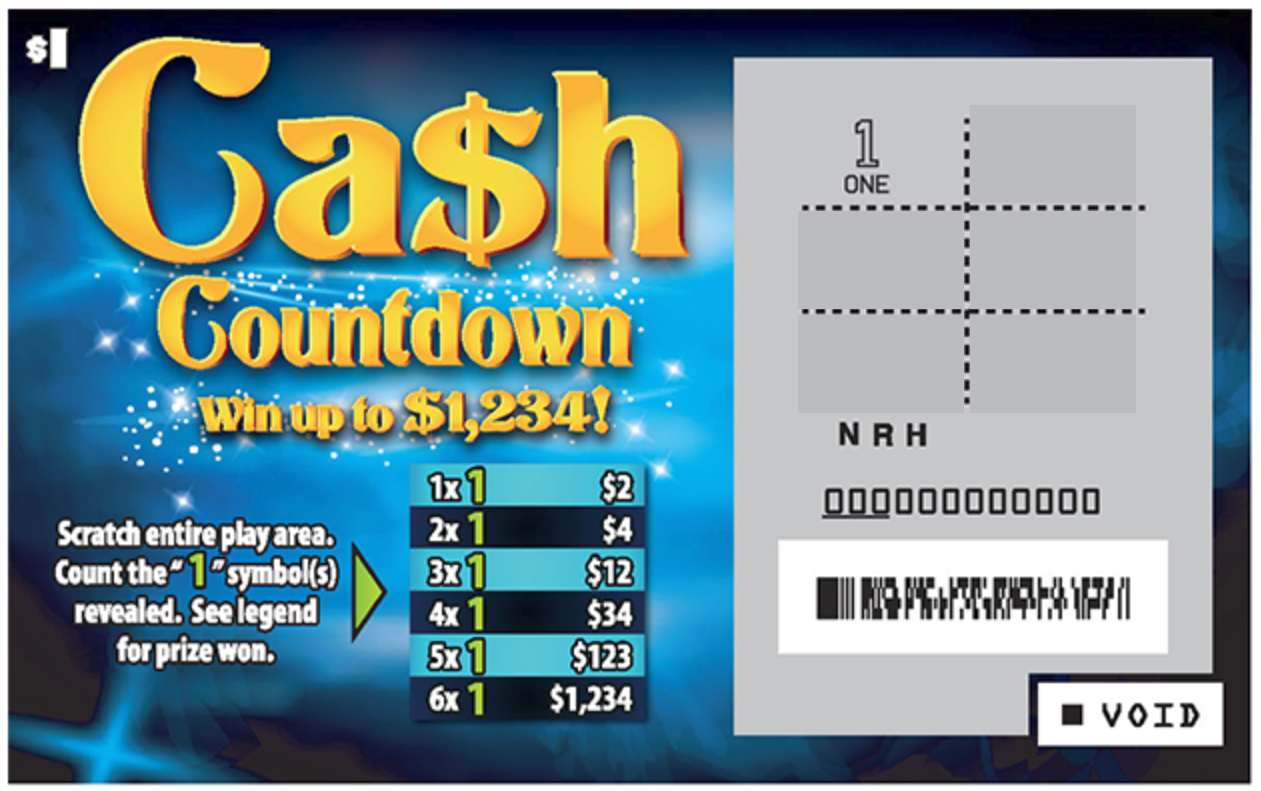 $1
Ca$h
Countdown
Win up to $1,234!
Scratch entire play area.
Count the “ 1 ” symbol(s)
revealed. See legend
for prize won.
1x 1 $2
2x 1 $4
3x 1 $12
4x 1 $34
5x 1 $123
6x 1 $1,234
1
ONE
N R H
000000000000
■ VOID